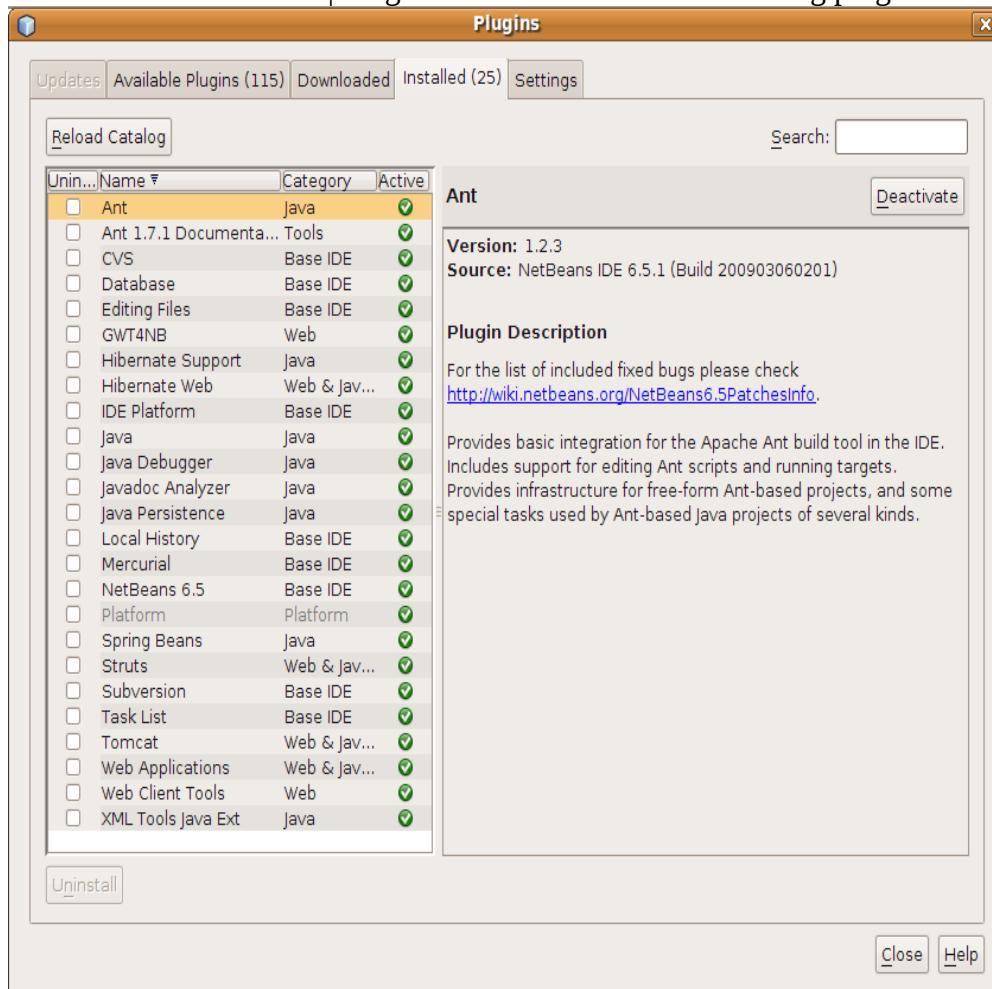 Plugins
Updates Available Plugins (115) Downloaded Installed (25) Settings
Reload Catalog Search:
Unin... Name Category Active
Ant Java
Ant 1.7.1 Documenta... Tools
CVS Base IDE
Database Base IDE
Editing Files Base IDE
GWT4NB Web
Hibernate Support Java
Hibernate Web Web & Jav...
IDE Platform Base IDE
Java Java
Java Debugger Java
Javadoc Analyzer Java
Java Persistence Java
Local History Base IDE
Mercurial Base IDE
NetBeans 6.5 Base IDE
Platform Platform
Spring Beans Java
Struts Web & Jav...
Subversion Base IDE
Task List Base IDE
Tomcat Web & Jav...
Web Applications Web & Jav...
Web Client Tools Web
XML Tools Java Ext Java
Ant Deactivate
Version: 1.2.3
Source: NetBeans IDE 6.5.1 (Build 200903060201)
Plugin Description
For the list of included fixed bugs please check
http://wiki.netbeans.org/NetBeans6.5PatchesInfo.
Provides basic integration for the Apache Ant build tool in the IDE.
Includes support for editing Ant scripts and running targets.
Provides infrastructure for free-form Ant-based projects, and some
special tasks used by Ant-based Java projects of several kinds.
Uninstall
Close Help